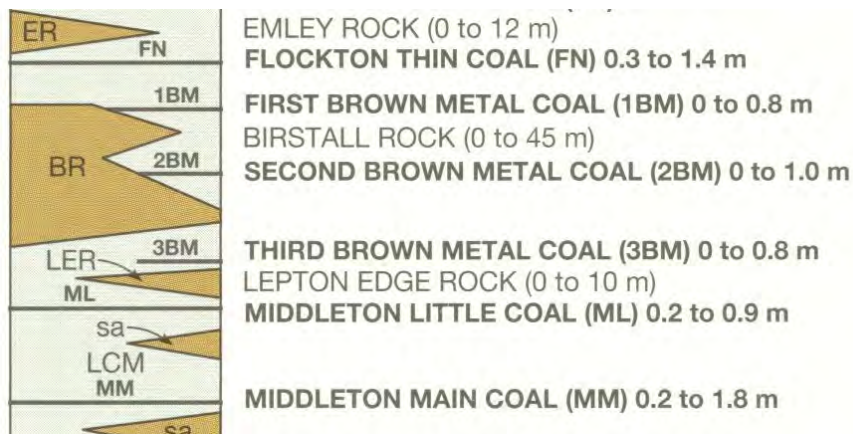 ER
EMLEY ROCK (0 to 12 m)
FN
FLOCKTON THIN COAL (FN) 0.3 to 1.4 m
1BM
FIRST BROWN METAL COAL (1BM) 0 to 0.8 m
BIRSTALL ROCK (0 to 45 m)
BR
2BM
SECOND BROWN METAL COAL (2BM) 0 to 1.0 m
3BM
THIRD BROWN METAL COAL (3BM) 0 to 0.8 m
LER
LEPTON EDGE ROCK (0 to 10 m)
ML
MIDDLETON LITTLE COAL (ML) 0.2 to 0.9 m
sa
LCM
MM
MIDDLETON MAIN COAL (MM) 0.2 to 1.8 m
sa